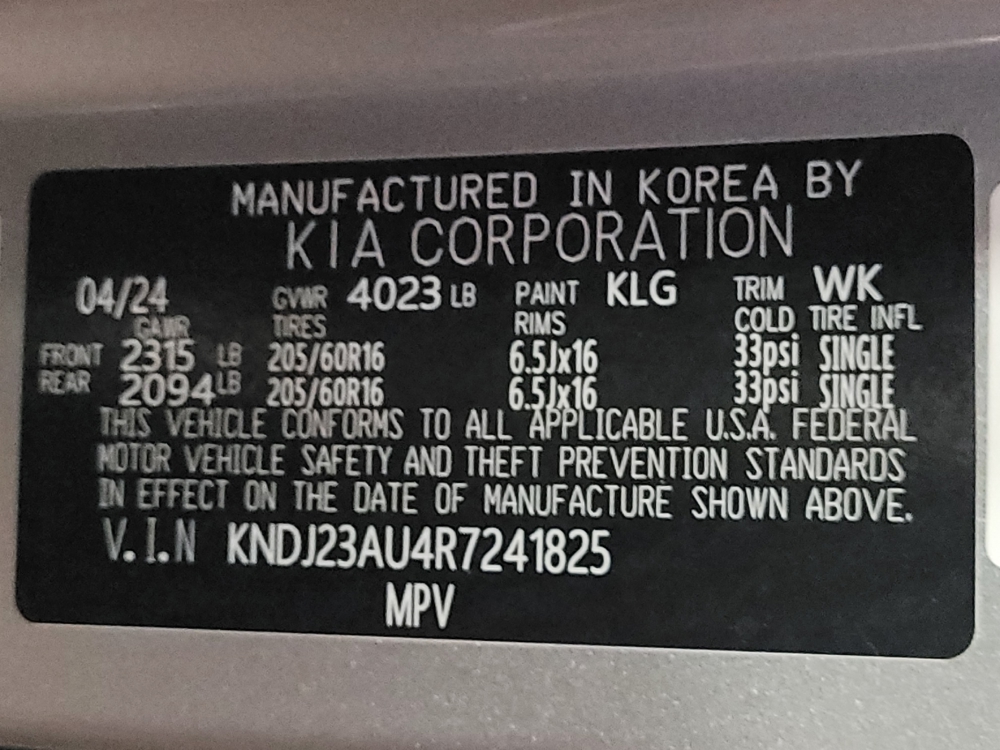 MANUFACTURED IN KOREA BY
KIA CORPORATION
04/24 GVWR 4023 LB PAINT KLG TRIM WK
GAWR TIRES RIMS COLD TIRE INFL
FRONT 2315 LB 205/60R16 6.5Jx16 33psi SINGLE
REAR 2094 LB 205/60R16 6.5Jx16 33psi SINGLE
THIS VEHICLE CONFORMS TO ALL APPLICABLE U.S.A. FEDERAL
MOTOR VEHICLE SAFETY AND THEFT PREVENTION STANDARDS
IN EFFECT ON THE DATE OF MANUFACTURE SHOWN ABOVE.
V.I.N KNDJ23AU4R7241825
MPV